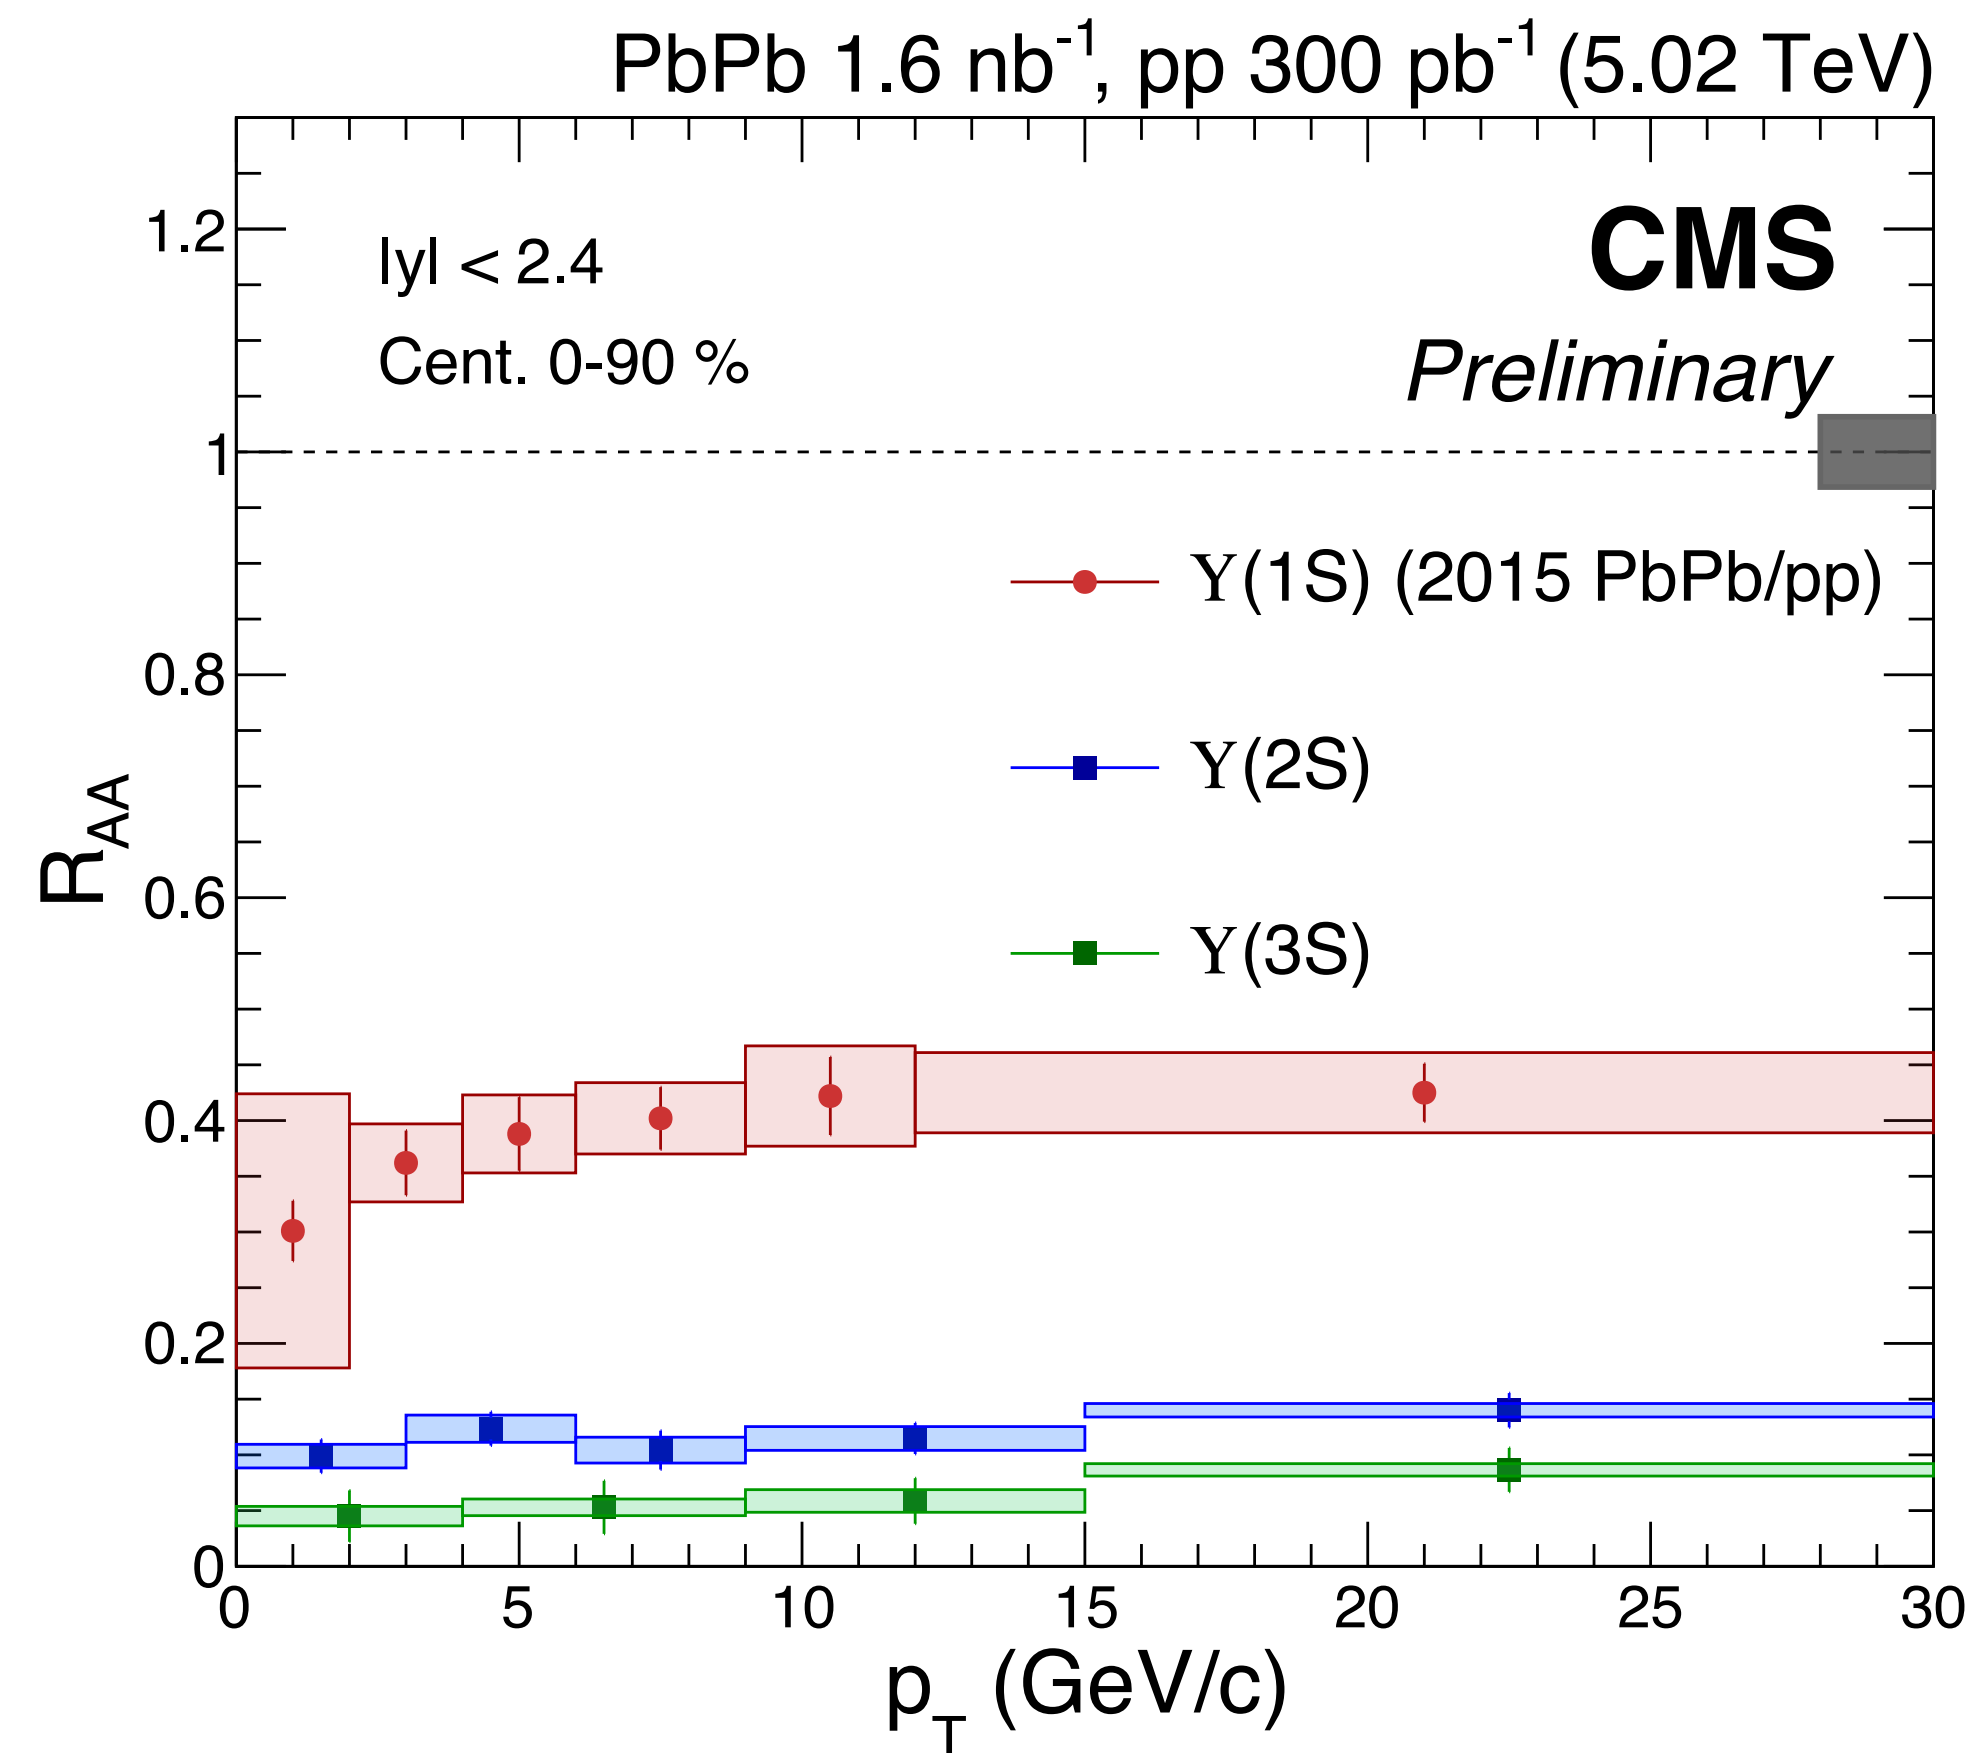 PbPb 1.6 nb⁻¹, pp 300 pb⁻¹ (5.02 TeV)
|y| < 2.4
CMS
Cent. 0-90 %
Preliminary
Υ(1S) (2015 PbPb/pp)
Υ(2S)
Υ(3S)
R_AA
1.2
1
0.8
0.6
0.4
0.2
0
0 5 10 15 20 25 30
p_T (GeV/c)